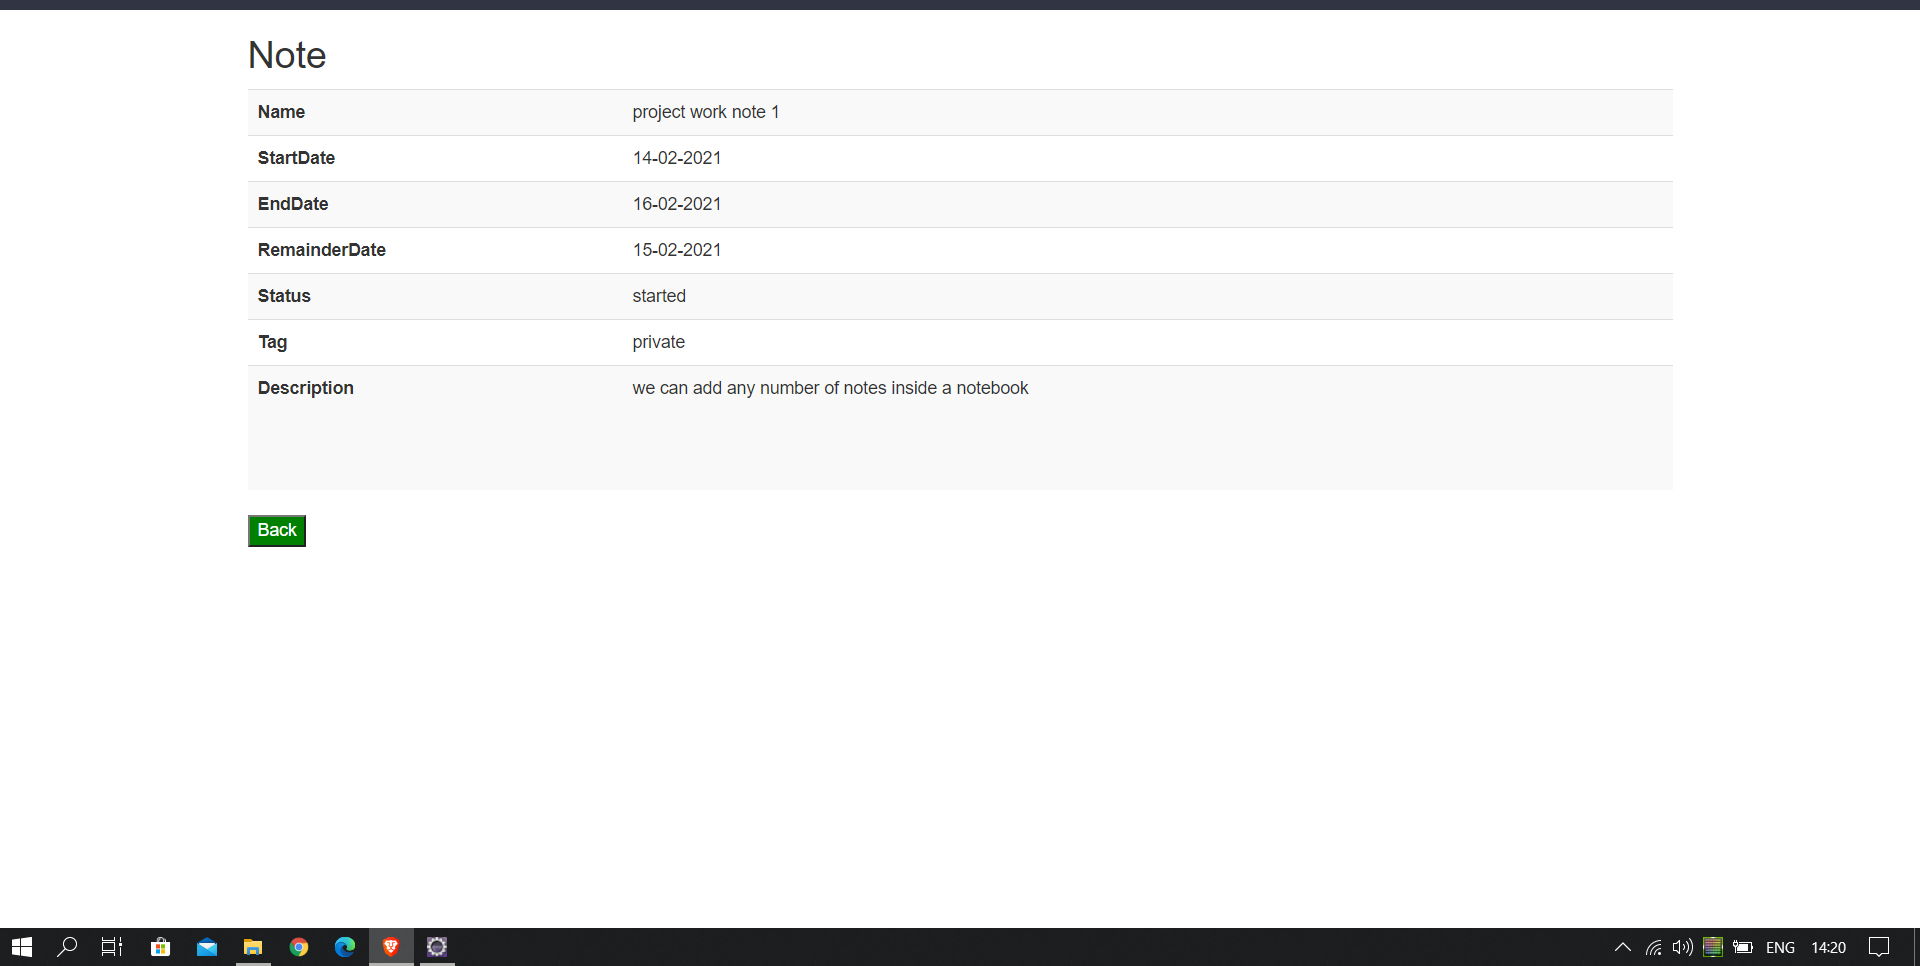 Note
Name project work note 1
StartDate 14-02-2021
EndDate 16-02-2021
RemainderDate 15-02-2021
Status started
Tag private
Description we can add any number of notes inside a notebook
Back
ENG 14:20